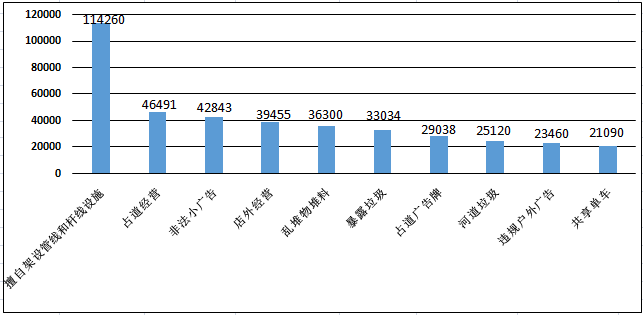 120000
100000
80000
60000
40000
20000
0
114260
46491
42843
39455
36300
33034
29038
25120
23460
21090
擅自架设管线和杆线设施
占道经营
非法小广告
店外经营
乱堆物堆料
暴露垃圾
占道广告牌
河道垃圾
违规户外广告
共享单车